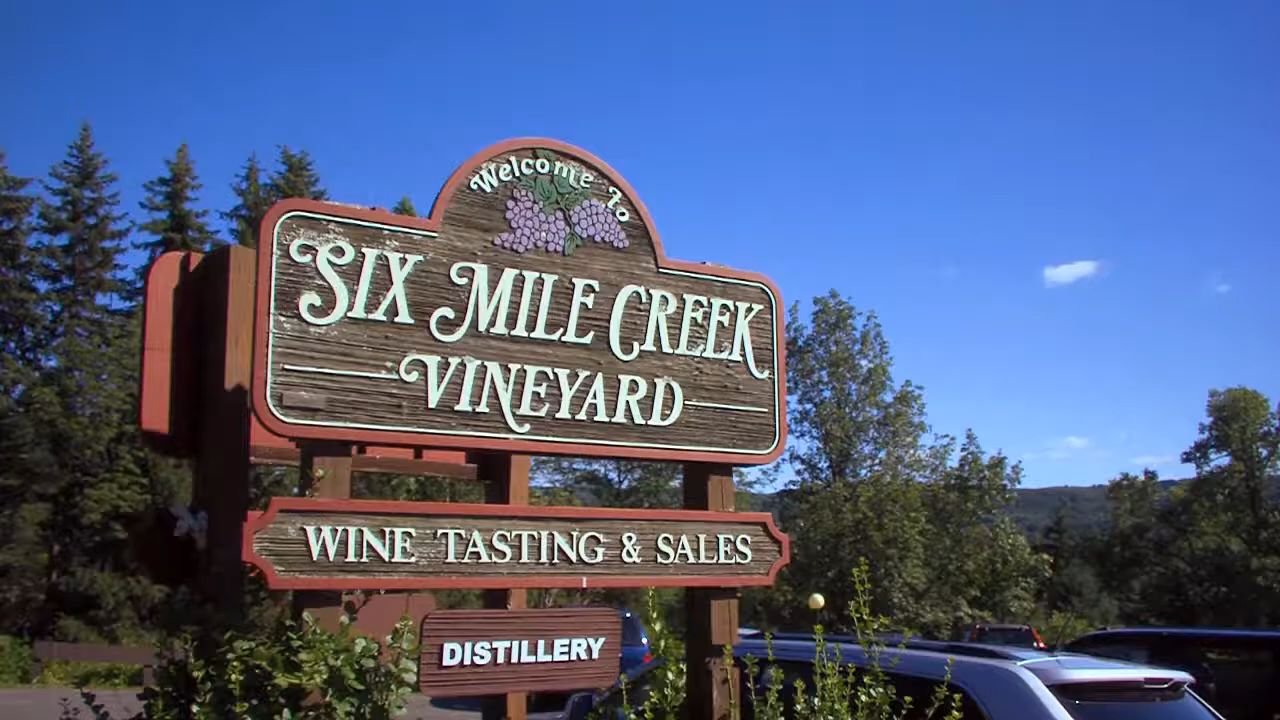 Welcome To
SIX MILE CREEK
VINEYARD
WINE TASTING & SALES
DISTILLERY